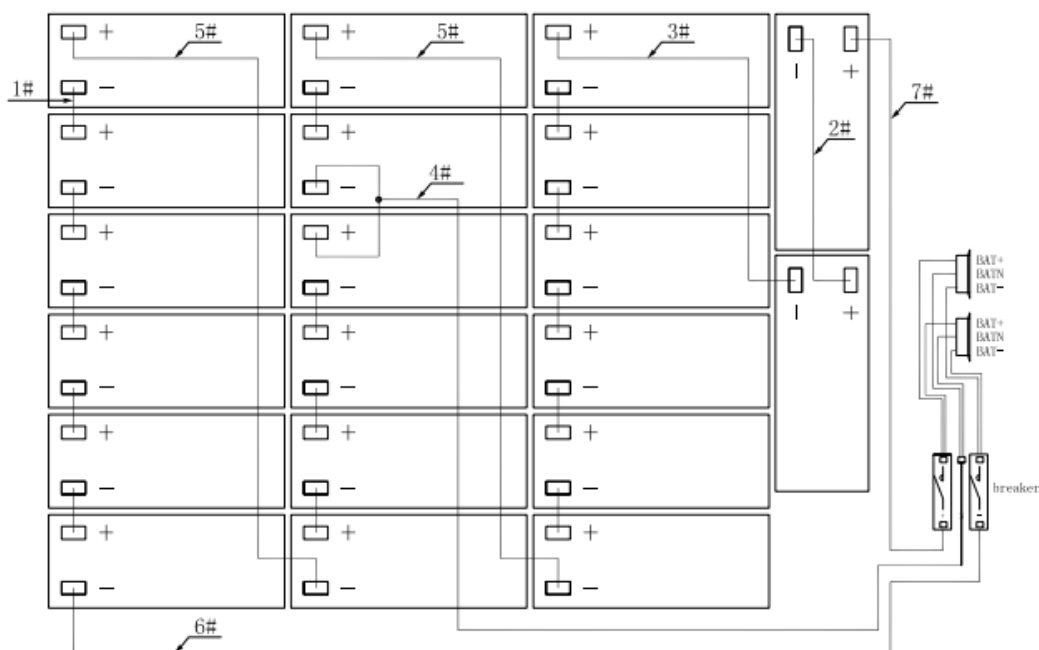 + 5# + 5# + 3#
− +
1# − − − 7#
+ + + 2#
− − 4# −
+ + +
BAT+
BATN
− − − BAT−
− +
BAT+
+ + + BATN
BAT−
− − −
+ + +
− − − breaker
+ + +
− − −
6#